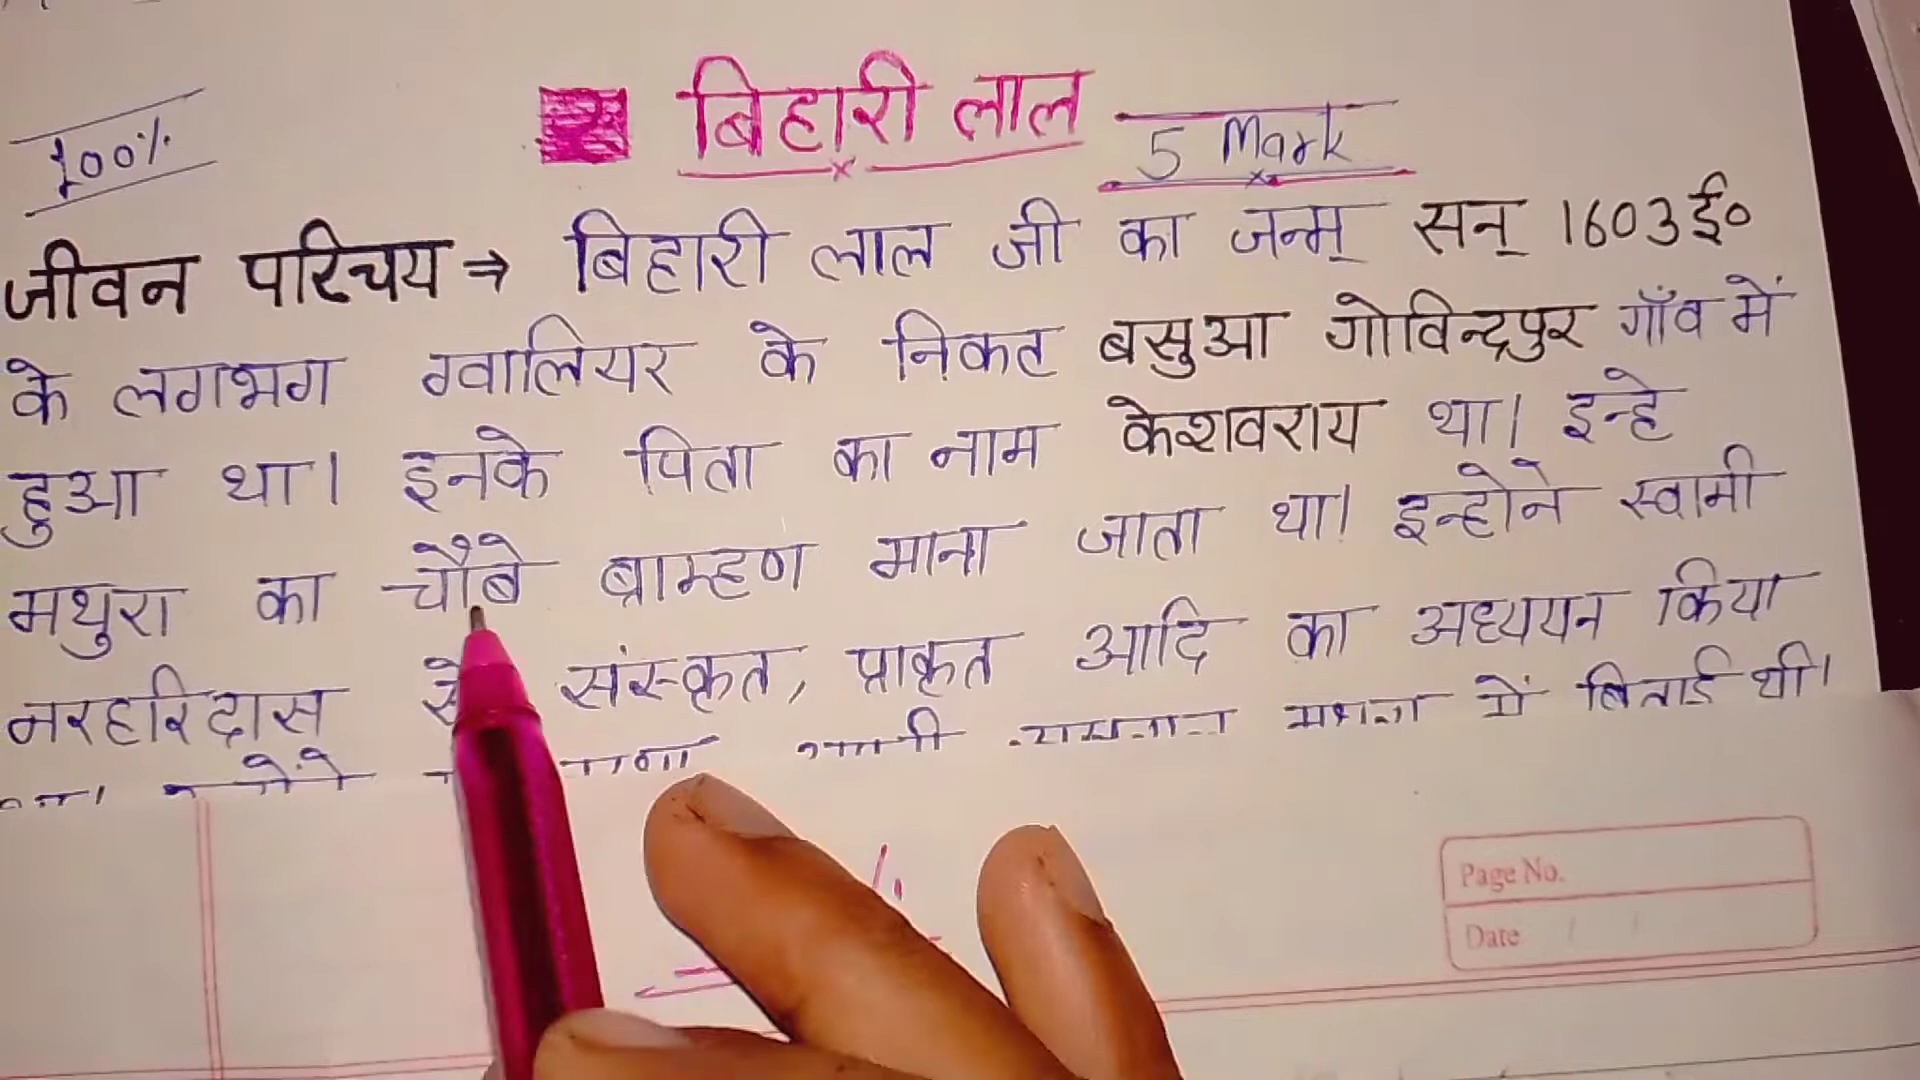 बिहारी लाल
5 Mark
100%
जीवन परिचय → बिहारी लाल जी का जन्म् सन् 1603 ई०
के लगभग ग्वालियर के निकट बसुआ गोविन्दपुर गाँव में
हुआ था। इनके पिता का नाम केशवराय था। इन्हे
मथुरा का चौबे ब्राम्हण माना जाता था। इन्होने स्वामी
नरहरिदास से संस्कृत, प्राकृत आदि का अध्ययन किया
में बिताई थी।
Page No.
Date